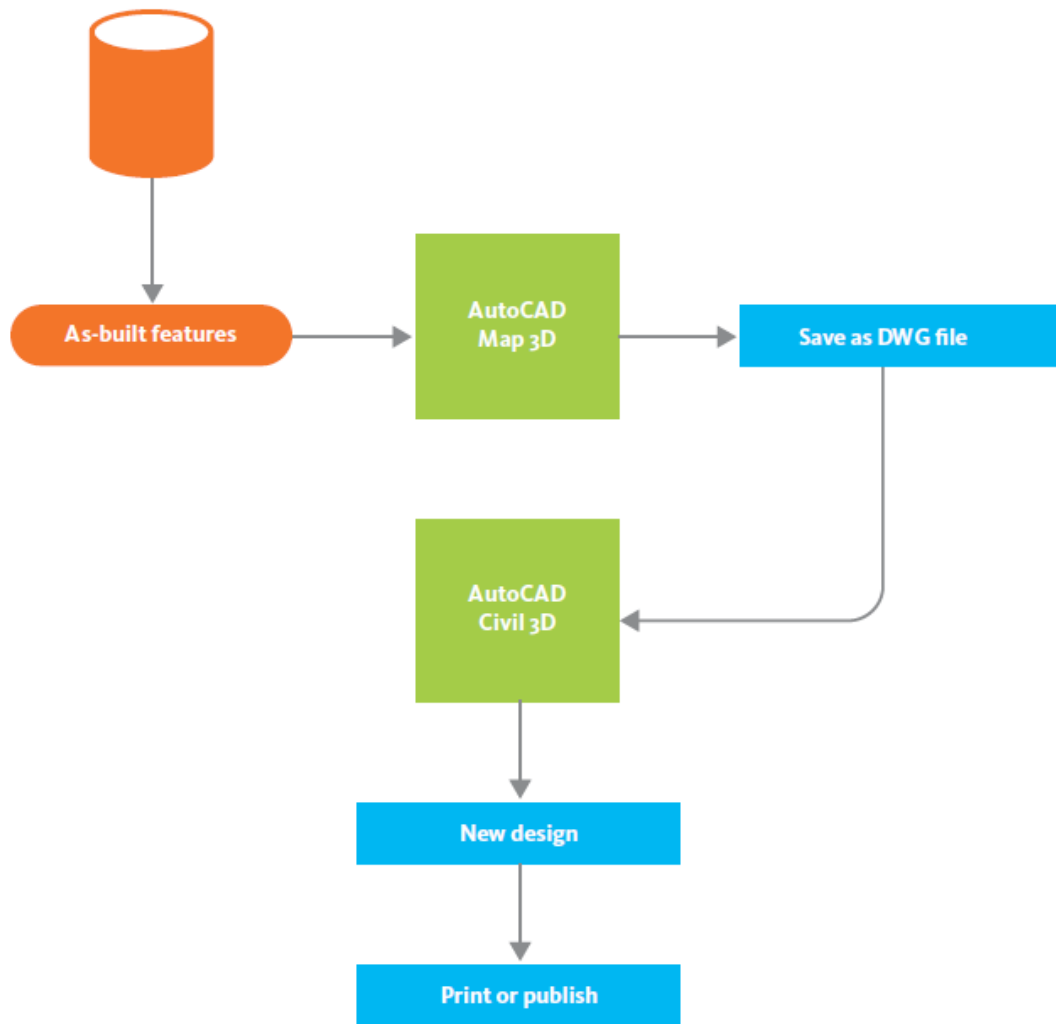 As-built features
AutoCAD
Map 3D
Save as DWG file
AutoCAD
Civil 3D
New design
Print or publish